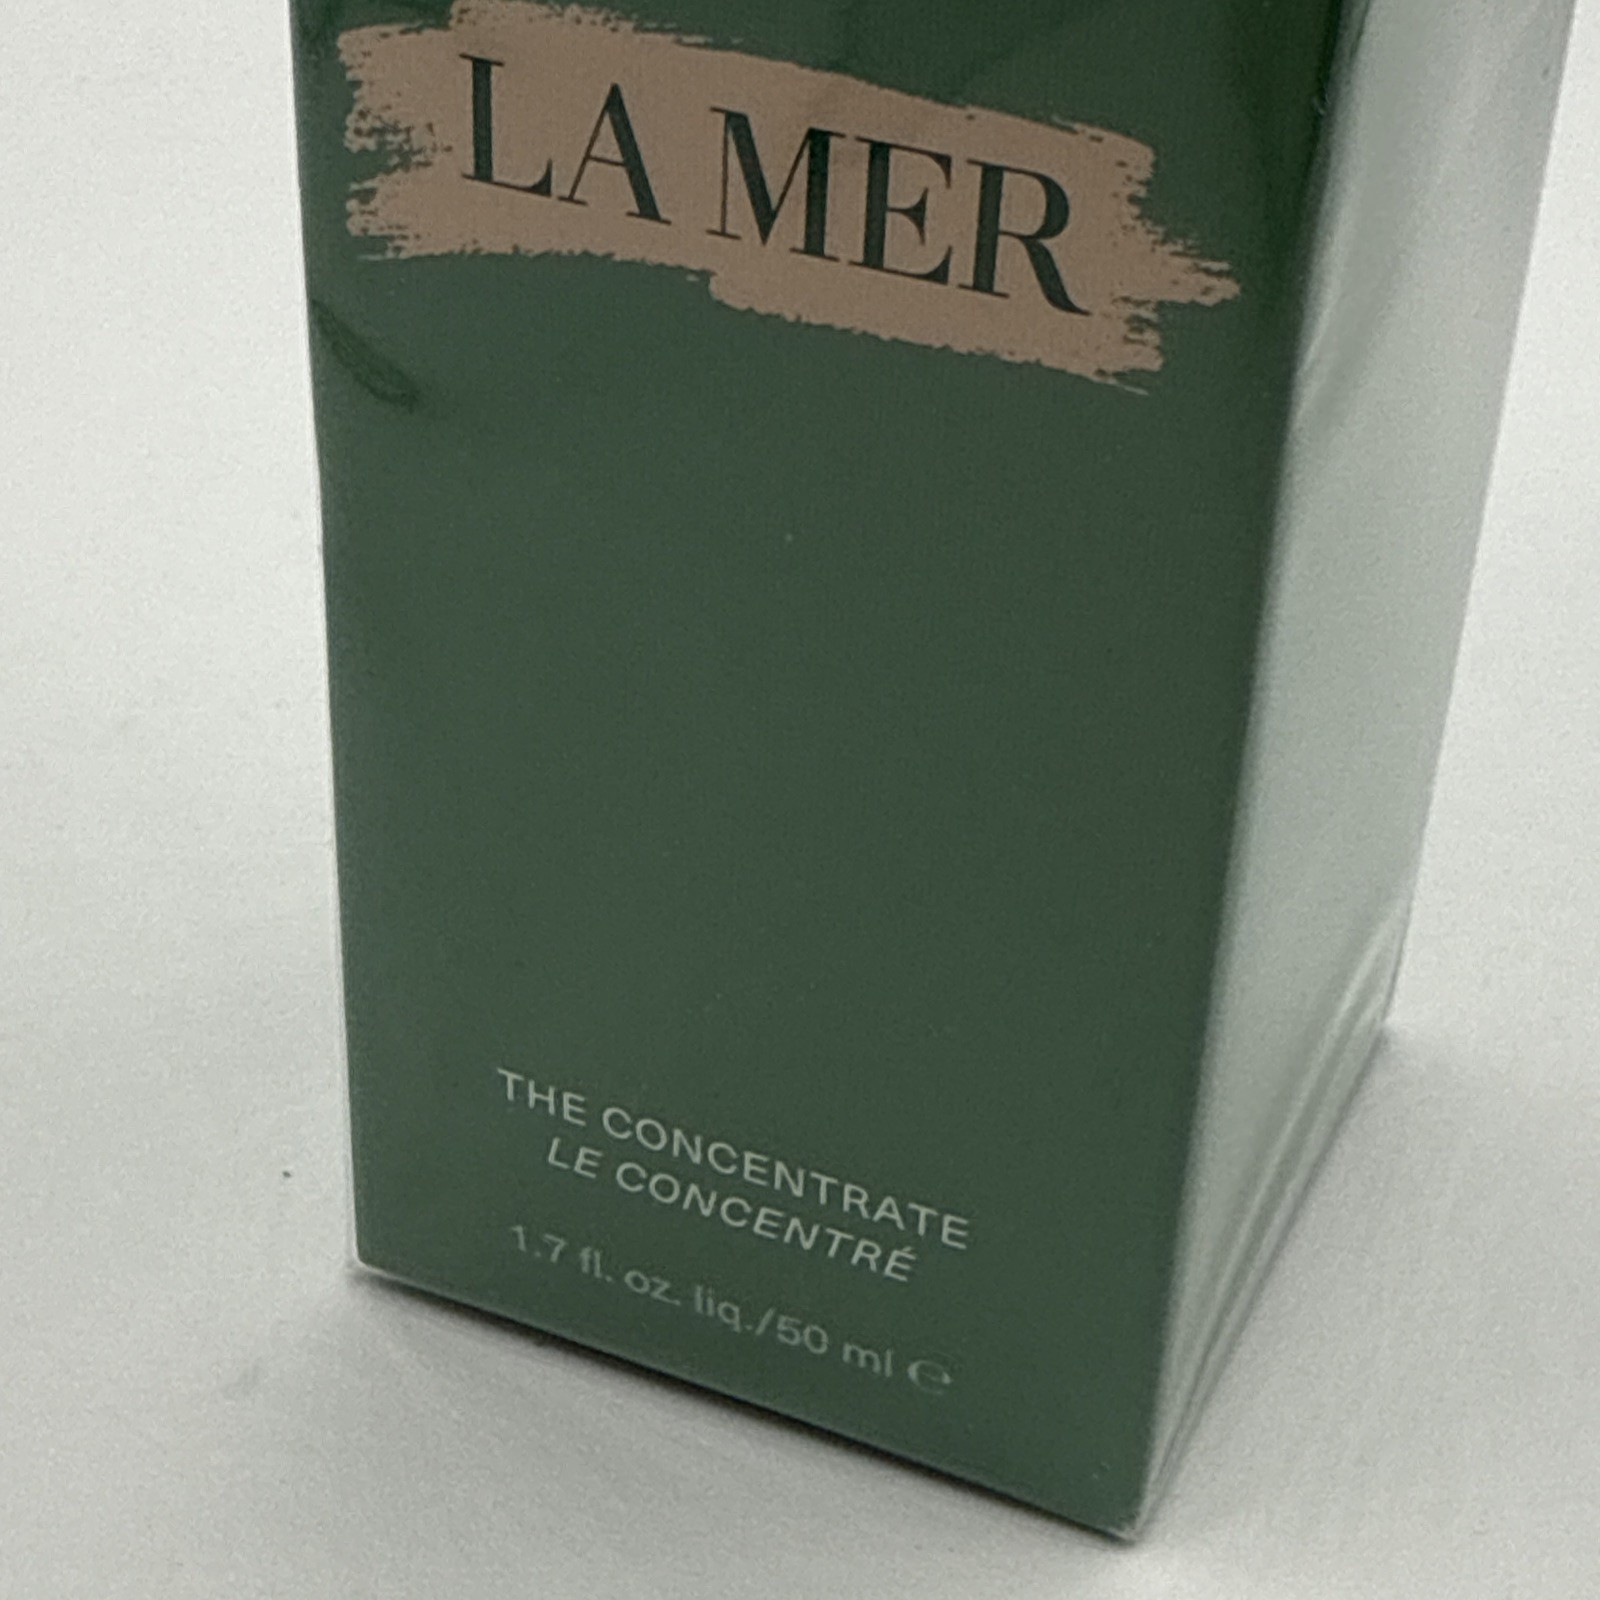 LA MER
THE CONCENTRATE
LE CONCENTRÉ
1.7 fl. oz. liq./50 ml ℮